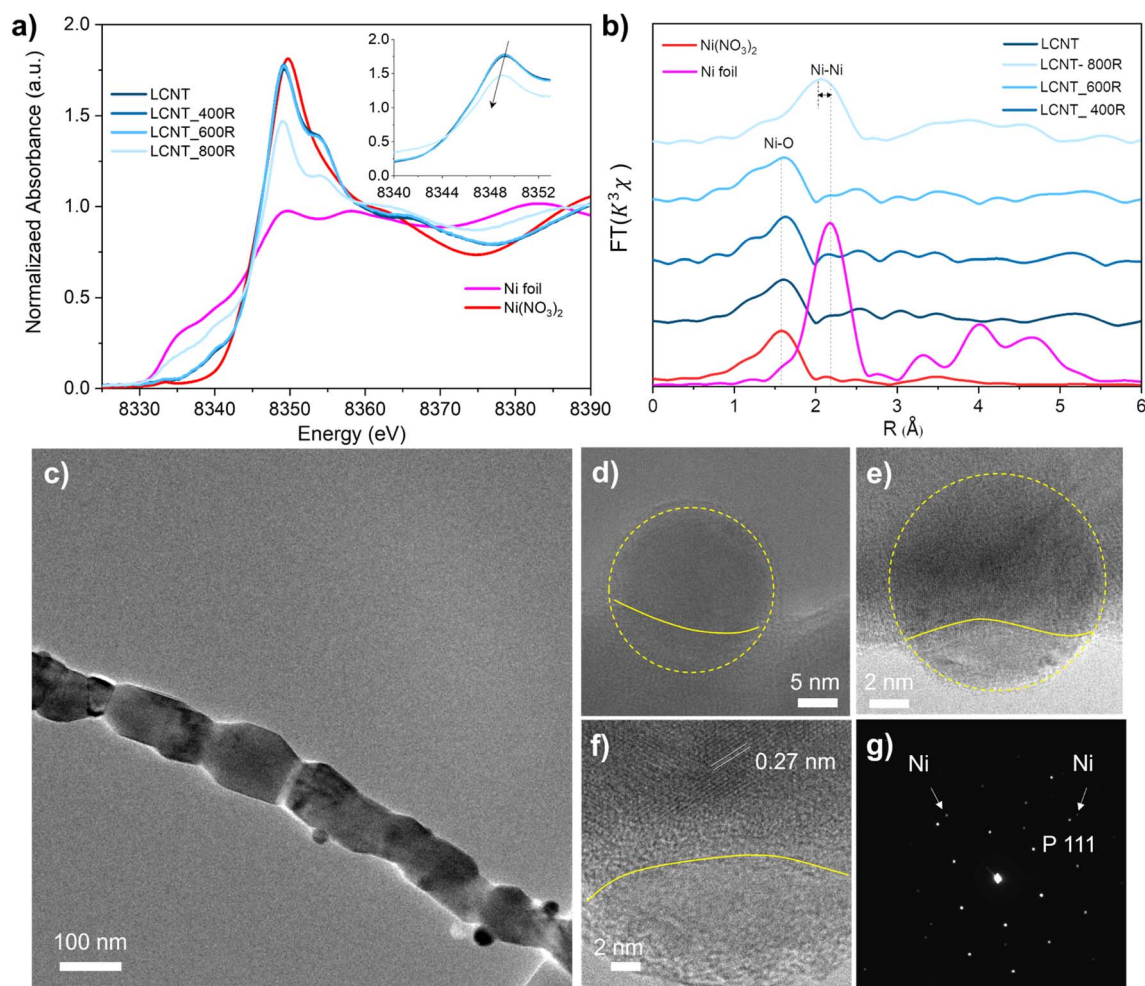 a)
2.0
1.5
1.0
0.5
0.0
Normalizaed Absorbance (a.u.)
LCNT
LCNT_400R
LCNT_600R
LCNT_800R
2.0
1.5
1.0
0.5
0.0
8340 8344 8348 8352
Ni foil
Ni(NO₃)₂
8330 8340 8350 8360 8370 8380 8390
Energy (eV)
b)
FT(K³χ)
Ni(NO₃)₂
Ni foil
Ni-Ni
Ni-O
LCNT
LCNT- 800R
LCNT_600R
LCNT_ 400R
0 1 2 3 4 5 6
R (Å)
c)
100 nm
d)
5 nm
e)
2 nm
f)
0.27 nm
2 nm
g)
Ni Ni
P 111